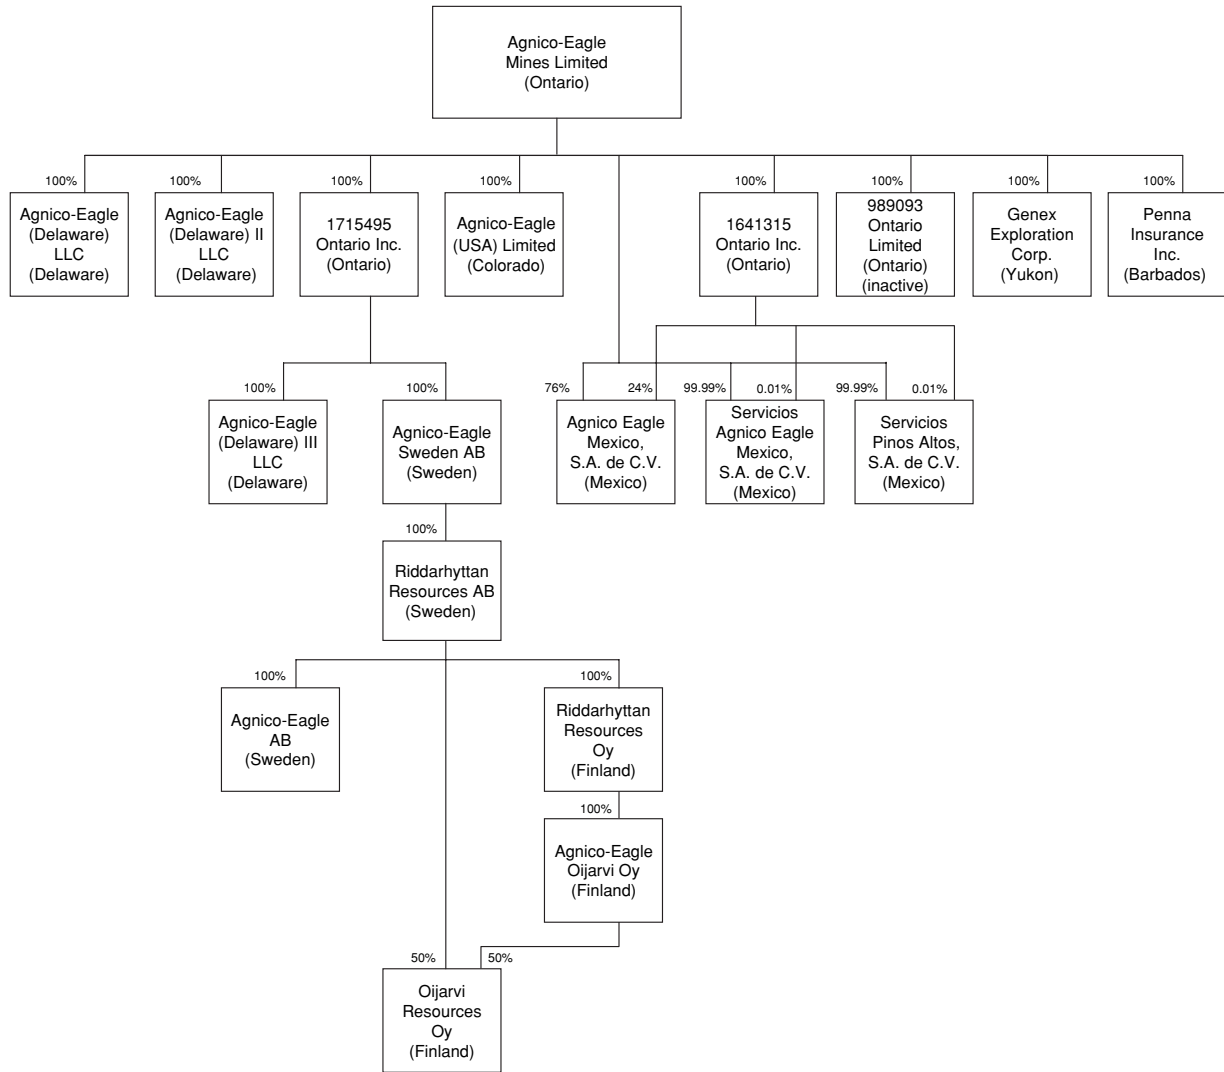 Agnico-Eagle
Mines Limited
(Ontario)
100%
100%
100%
100%
100%
100%
100%
100%
Agnico-Eagle
(Delaware)
LLC
(Delaware)
Agnico-Eagle
(Delaware) II
LLC
(Delaware)
1715495
Ontario Inc.
(Ontario)
Agnico-Eagle
(USA) Limited
(Colorado)
1641315
Ontario Inc.
(Ontario)
989093
Ontario
Limited
(Ontario)
(inactive)
Genex
Exploration
Corp.
(Yukon)
Penna
Insurance
Inc.
(Barbados)
100%
100%
76%
24%
99.99%
0.01%
99.99%
0.01%
Agnico-Eagle
(Delaware) III
LLC
(Delaware)
Agnico-Eagle
Sweden AB
(Sweden)
Agnico Eagle
Mexico,
S.A. de C.V.
(Mexico)
Servicios
Agnico Eagle
Mexico,
S.A. de C.V.
(Mexico)
Servicios
Pinos Altos,
S.A. de C.V.
(Mexico)
100%
Riddarhyttan
Resources AB
(Sweden)
100%
100%
Agnico-Eagle
AB
(Sweden)
Riddarhyttan
Resources
Oy
(Finland)
100%
Agnico-Eagle
Oijarvi Oy
(Finland)
50%
50%
Oijarvi
Resources
Oy
(Finland)